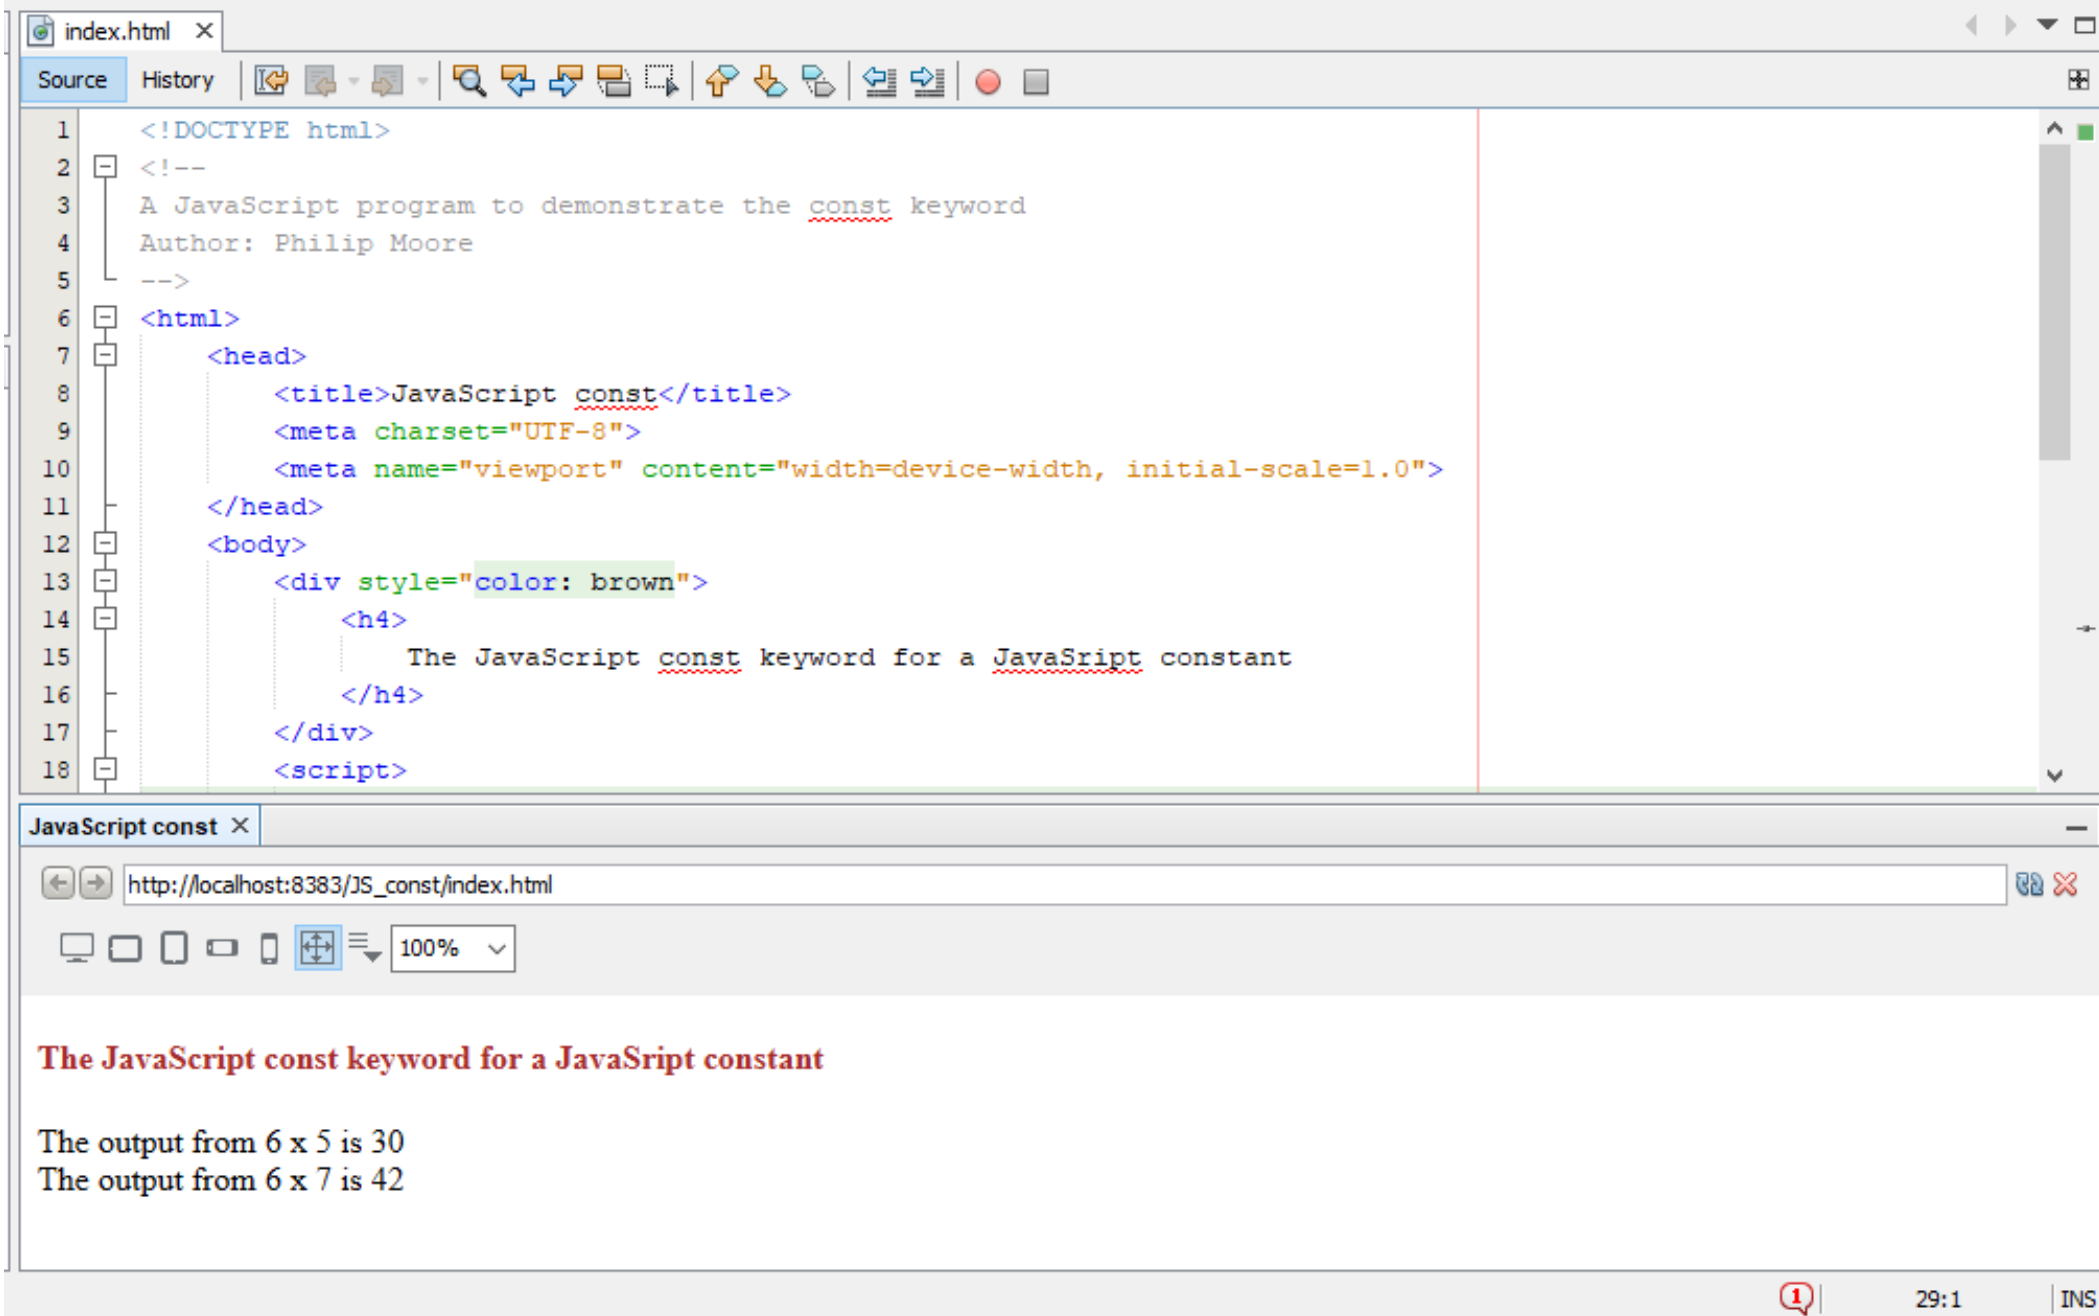 index.html
Source History
1 <!DOCTYPE html>
2 <!--
3 A JavaScript program to demonstrate the const keyword
4 Author: Philip Moore
5 -->
6 <html>
7 <head>
8 <title>JavaScript const</title>
9 <meta charset="UTF-8">
10 <meta name="viewport" content="width=device-width, initial-scale=1.0">
11 </head>
12 <body>
13 <div style="color: brown">
14 <h4>
15 The JavaScript const keyword for a JavaSript constant
16 </h4>
17 </div>
18 <script>
JavaScript const
http://localhost:8383/JS_const/index.html
100%
The JavaScript const keyword for a JavaSript constant
The output from 6 x 5 is 30
The output from 6 x 7 is 42
1 29:1 INS